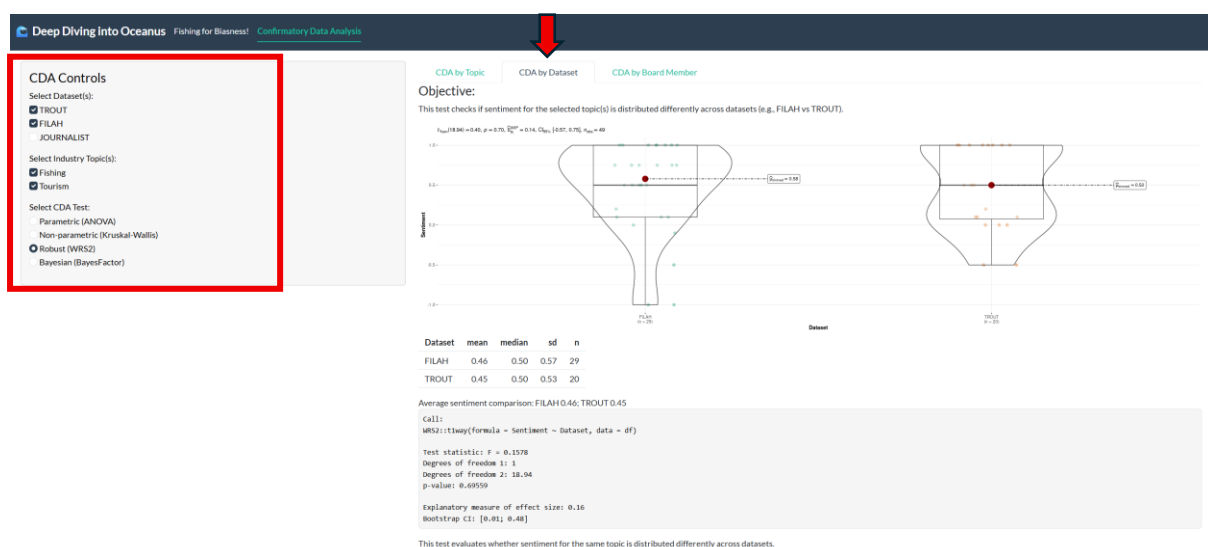 Deep Diving into Oceanus Fishing for Biasness! Confirmatory Data Analysis
CDA Controls
Select Dataset(s):
TROUT
FILAH
JOURNALIST
Select Industry Topic(s):
Fishing
Tourism
Select CDA Test:
Parametric (ANOVA)
Non-parametric (Kruskal-Wallis)
Robust (WRS2)
Bayesian (BayesFactor)
CDA by Topic CDA by Dataset CDA by Board Member
Objective:
This test checks if sentiment for the selected topic(s) is distributed differently across datasets (e.g., FILAH vs TROUT).
Sentiment
FILAH
(n = 29)
TROUT
(n = 20)
Dataset
Dataset mean median sd n
FILAH 0.46 0.50 0.57 29
TROUT 0.45 0.50 0.53 20
Average sentiment comparison: FILAH 0.46; TROUT 0.45
Call:
WRS2::t1way(formula = Sentiment ~ Dataset, data = df)
Test statistic: F = 0.1578
Degrees of freedom 1: 1
Degrees of freedom 2: 18.94
p-value: 0.69559
Explanatory measure of effect size: 0.16
Bootstrap CI: [0.01; 0.48]
This test evaluates whether sentiment for the same topic is distributed differently across datasets.